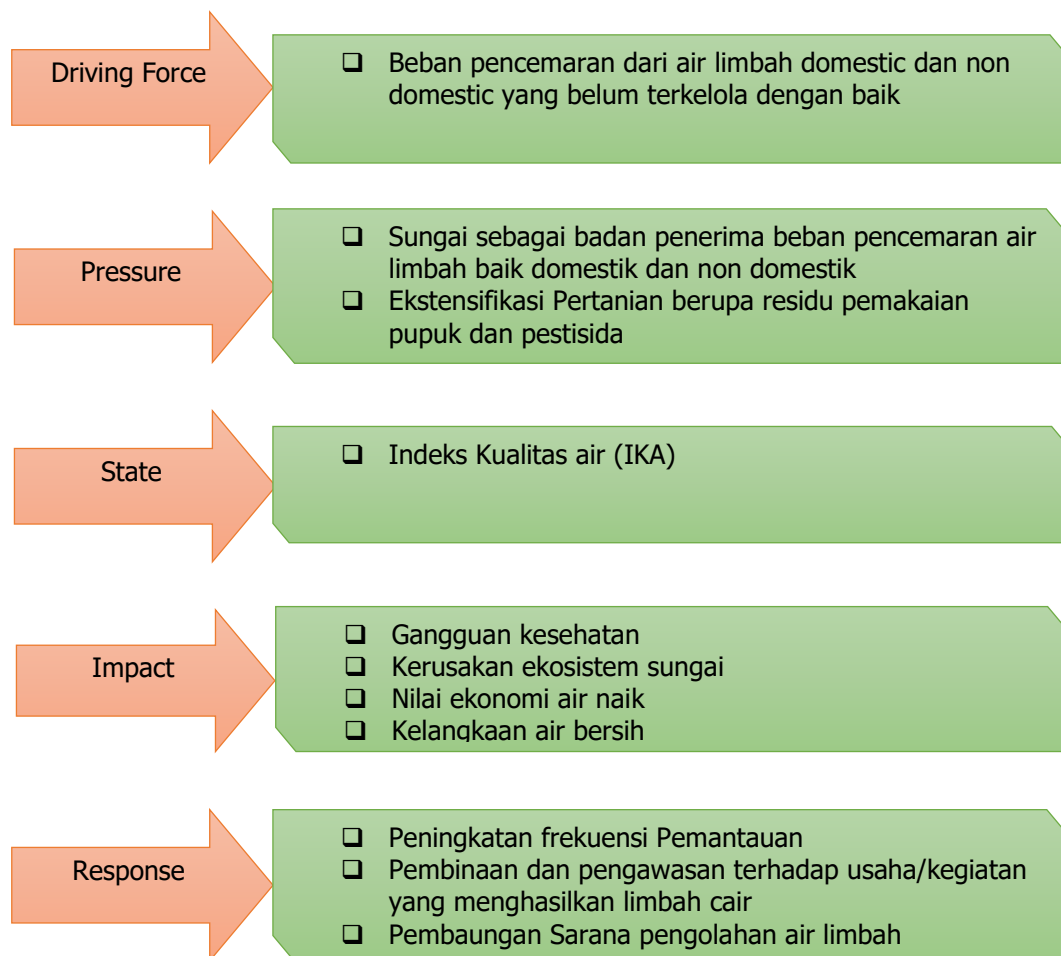 Driving Force
❑ Beban pencemaran dari air limbah domestic dan non
domestic yang belum terkelola dengan baik
Pressure
❑ Sungai sebagai badan penerima beban pencemaran air
limbah baik domestik dan non domestik
❑ Ekstensifikasi Pertanian berupa residu pemakaian
pupuk dan pestisida
State
❑ Indeks Kualitas air (IKA)
Impact
❑ Gangguan kesehatan
❑ Kerusakan ekosistem sungai
❑ Nilai ekonomi air naik
❑ Kelangkaan air bersih
Response
❑ Peningkatan frekuensi Pemantauan
❑ Pembinaan dan pengawasan terhadap usaha/kegiatan
yang menghasilkan limbah cair
❑ Pembaungan Sarana pengolahan air limbah